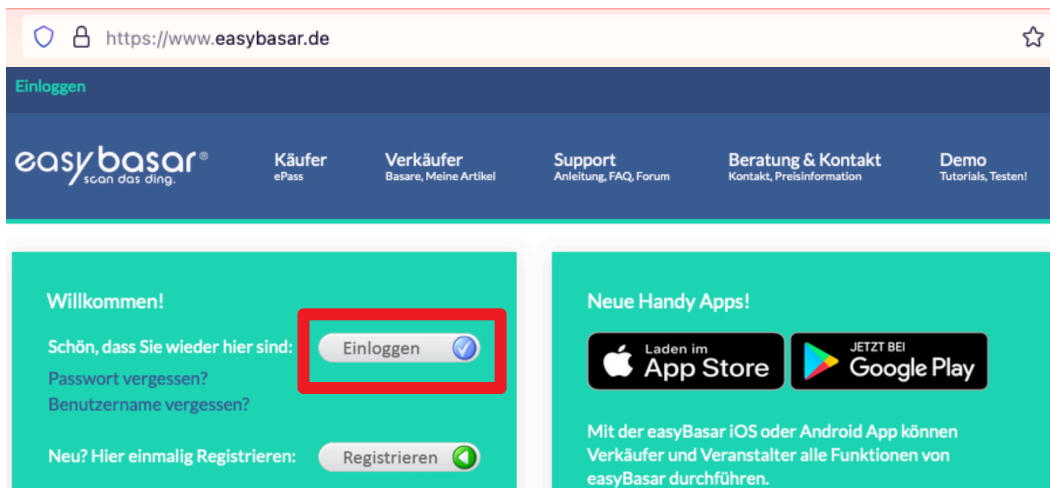 https://www.easybasar.de
Einloggen
easybasar®
scan das ding.
Käufer
ePass
Verkäufer
Basare, Meine Artikel
Support
Anleitung, FAQ, Forum
Beratung & Kontakt
Kontakt, Preisinformation
Demo
Tutorials, Testen!
Willkommen!
Schön, dass Sie wieder hier sind:
Einloggen
Passwort vergessen?
Benutzername vergessen?
Neu? Hier einmalig Registrieren:
Registrieren
Neue Handy Apps!
Laden im
App Store
JETZT BEI
Google Play
Mit der easyBasar iOS oder Android App können
Verkäufer und Veranstalter alle Funktionen von
easyBasar durchführen.